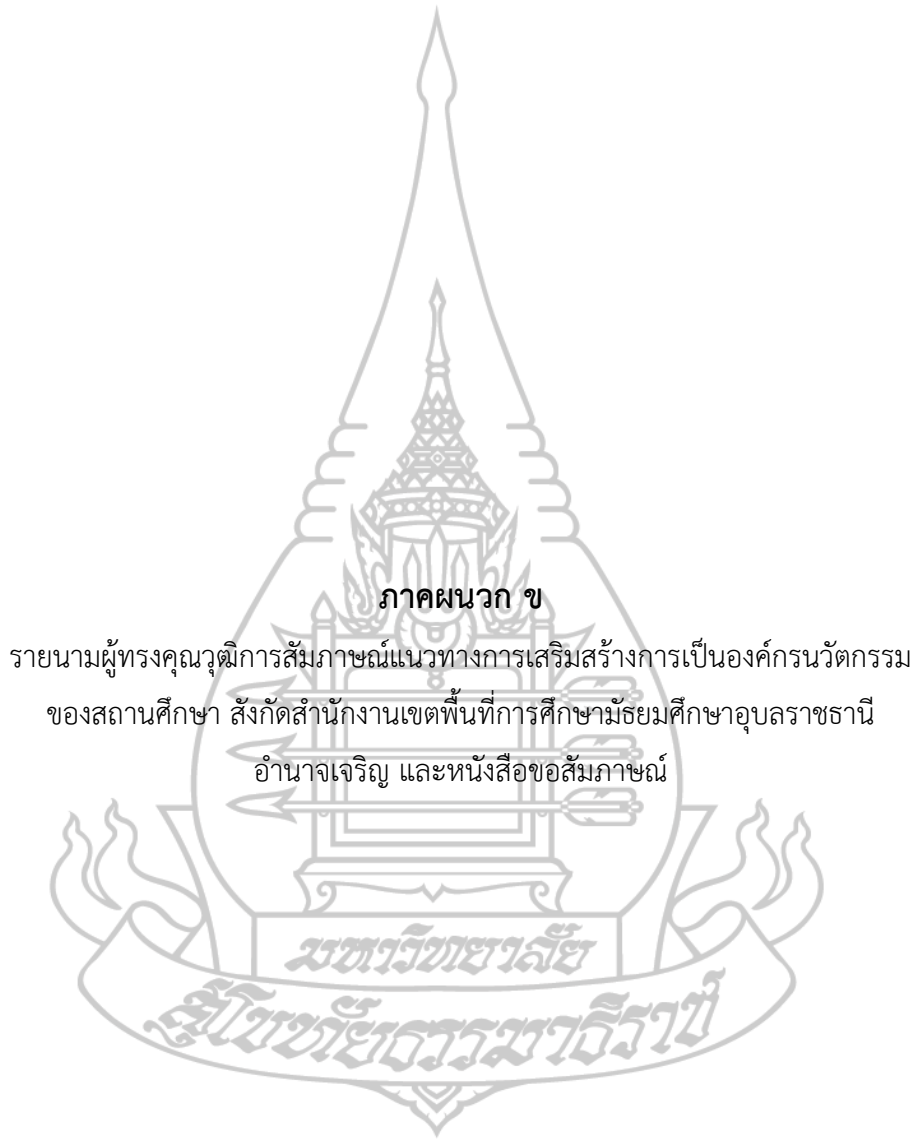 ภาคผนวก ข
รายนามผู้ทรงคุณวุฒิการสัมภาษณ์แนวทางการเสริมสร้างการเป็นองค์กรนวัตกรรม
ของสถานศึกษา สังกัดสำนักงานเขตพื้นที่การศึกษามัธยมศึกษาอุบลราชธานี
อำนาจเจริญ และหนังสือขอสัมภาษณ์
มหาวิทยาลัย
สุโขทัยธรรมาธิราช